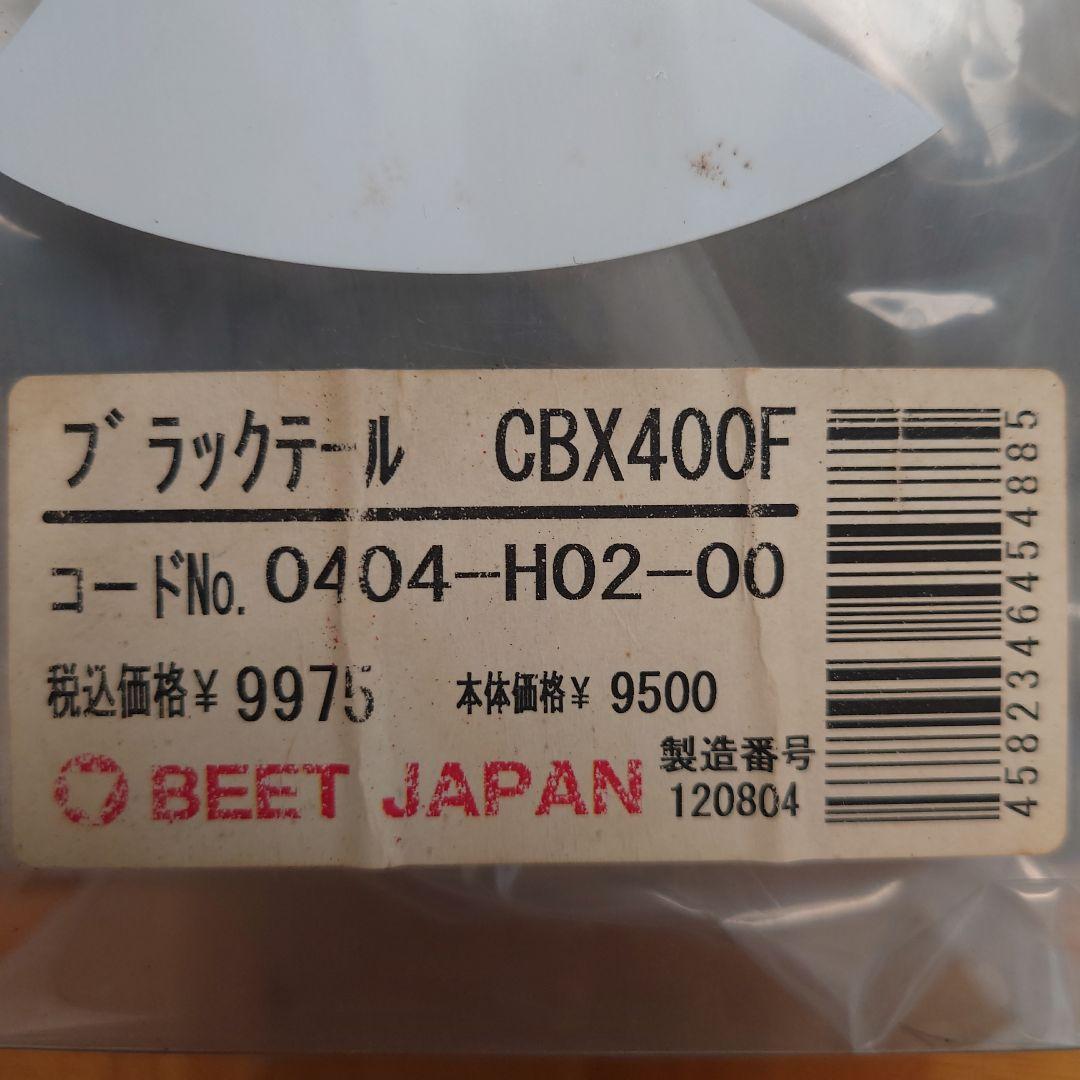 ブラックテール CBX400F
コードNo. 0404-H02-00
税込価格¥ 9975 本体価格¥ 9500
BEET JAPAN
製造番号
120804
4582346454885